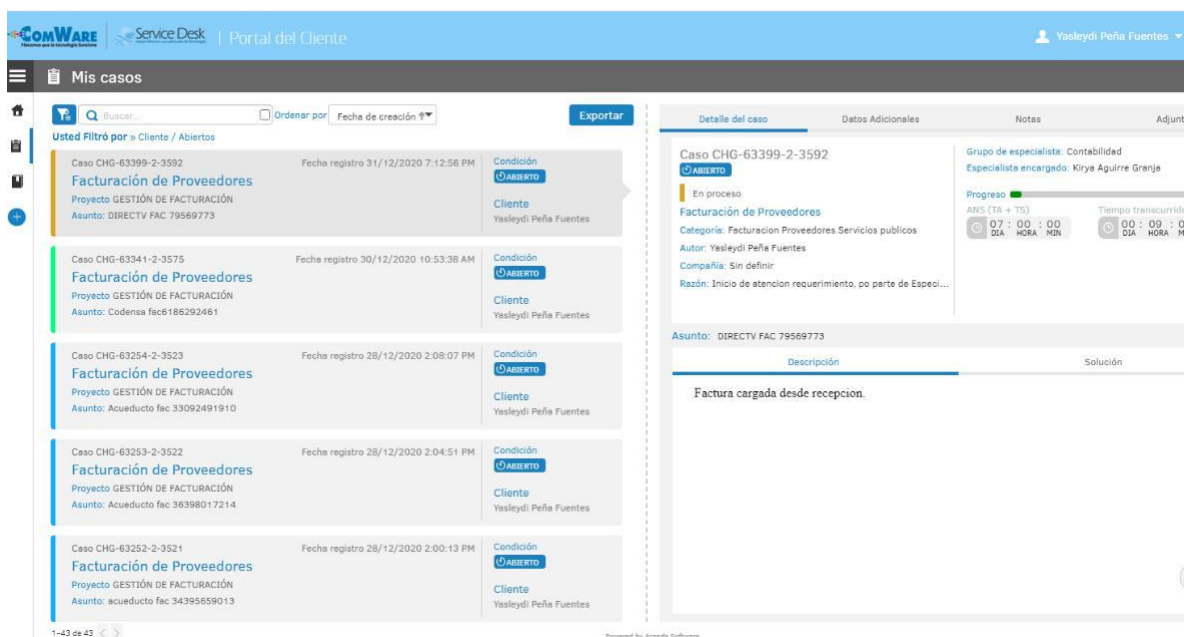 COMWARE
Hacemos que la tecnología funcione
Service Desk
Portal del Cliente
Yasleydi Peña Fuentes
Mis casos
Buscar...
Ordenar por
Fecha de creación
Exportar
Usted Filtró por » Cliente / Abiertos
Caso CHG-63399-2-3592
Fecha registro 31/12/2020 7:12:56 PM
Facturación de Proveedores
Proyecto GESTIÓN DE FACTURACIÓN
Asunto: DIRECTV FAC 79569773
Condición
ABIERTO
Cliente
Yasleydi Peña Fuentes
Caso CHG-63341-2-3575
Fecha registro 30/12/2020 10:53:38 AM
Facturación de Proveedores
Proyecto GESTIÓN DE FACTURACIÓN
Asunto: Codensa fac6186292461
Condición
ABIERTO
Cliente
Yasleydi Peña Fuentes
Caso CHG-63254-2-3523
Fecha registro 28/12/2020 2:08:07 PM
Facturación de Proveedores
Proyecto GESTIÓN DE FACTURACIÓN
Asunto: Acueducto fac 33092491910
Condición
ABIERTO
Cliente
Yasleydi Peña Fuentes
Caso CHG-63253-2-3522
Fecha registro 28/12/2020 2:04:51 PM
Facturación de Proveedores
Proyecto GESTIÓN DE FACTURACIÓN
Asunto: Acueducto fac 36398017214
Condición
ABIERTO
Cliente
Yasleydi Peña Fuentes
Caso CHG-63252-2-3521
Fecha registro 28/12/2020 2:00:13 PM
Facturación de Proveedores
Proyecto GESTIÓN DE FACTURACIÓN
Asunto: acueducto fac 34395659013
Condición
ABIERTO
Cliente
Yasleydi Peña Fuentes
1-43 de 43
Detalle del caso
Datos Adicionales
Notas
Adjunt
Caso CHG-63399-2-3592
ABIERTO
En proceso
Facturación de Proveedores
Categoría: Facturacion Proveedores.Servicios publicos
Autor: Yasleydi Peña Fuentes
Compañía: Sin definir
Razón: Inicio de atencion requerimiento, po parte de Especi...
Grupo de especialista: Contabilidad
Especialista encargado: Kirya Aguirre Granja
Progreso
ANS (TA + TS)
07 : 00 : 00
DIA HORA MIN
Tiempo transcurrido
00 : 09 : 0
DIA HORA M
Asunto: DIRECTV FAC 79569773
Descripción
Solución
Factura cargada desde recepcion.
Powered by Aranda Software